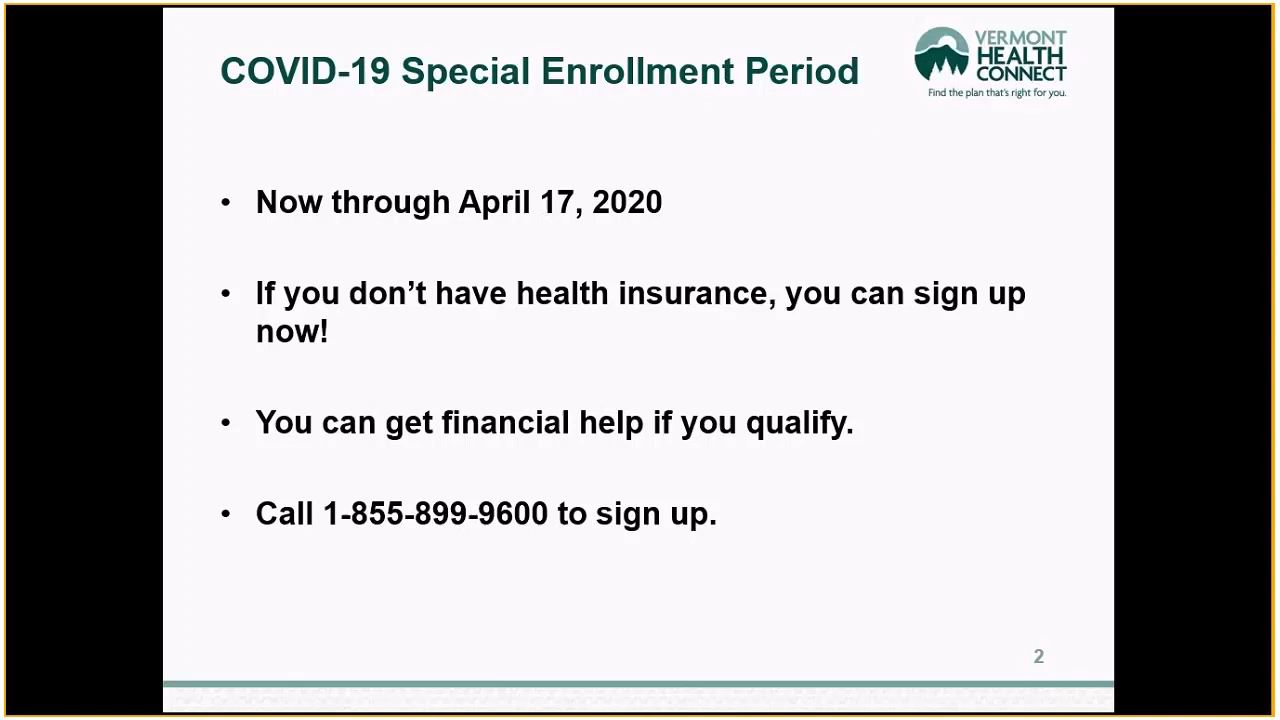 COVID-19 Special Enrollment Period
VERMONT
HEALTH
CONNECT
Find the plan that's right for you.
• Now through April 17, 2020
• If you don’t have health insurance, you can sign up
now!
• You can get financial help if you qualify.
• Call 1-855-899-9600 to sign up.
2